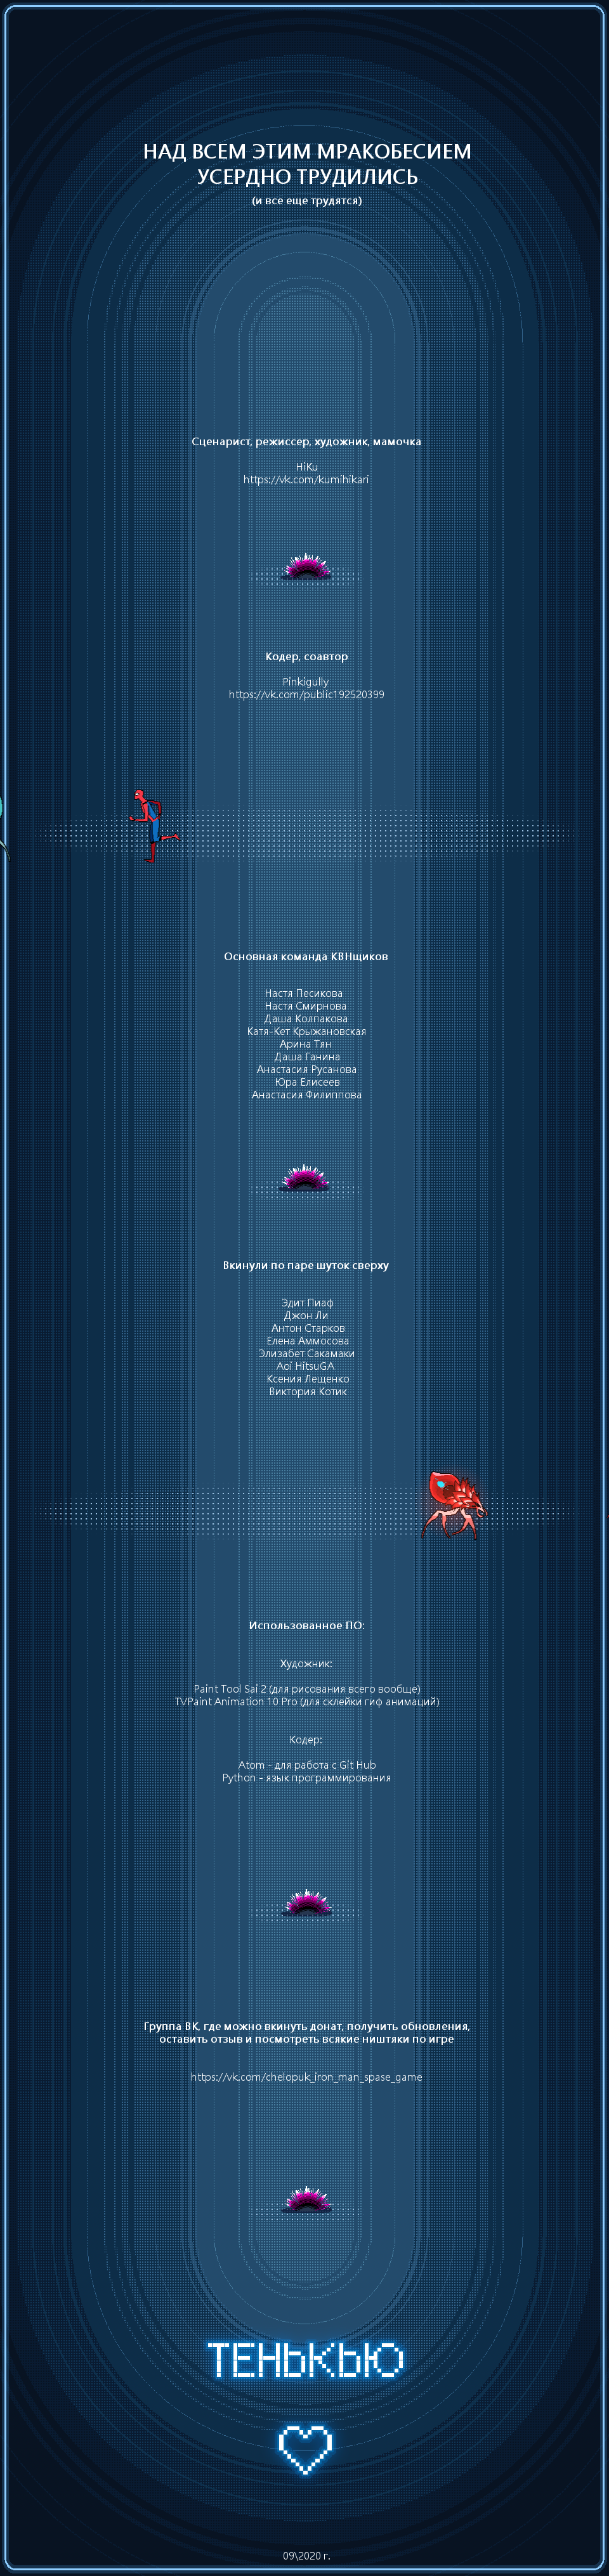 НАД ВСЕМ ЭТИМ МРАКОБЕСИЕМ
УСЕРДНО ТРУДИЛИСЬ
(и все еще трудятся)
Сценарист, режиссер, художник, мамочка
HiKu
https://vk.com/kumihikari
Кодер, соавтор
Pinkigully
https://vk.com/public192520399
Основная команда КВНщиков
Настя Песикова
Настя Смирнова
Даша Колпакова
Катя-Кет Крыжановская
Арина Тян
Даша Ганина
Анастасия Русанова
Юра Елисеев
Анастасия Филиппова
Вкинули по паре шуток сверху
Эдит Пиаф
Джон Ли
Антон Старков
Елена Аммосова
Элизабет Сакамаки
Aoi HitsuGA
Ксения Лещенко
Виктория Котик
Использованное ПО:
Художник:
Paint Tool Sai 2 (для рисования всего вообще)
TVPaint Animation 10 Pro (для склейки гиф анимаций)
Кодер:
Atom - для работа с Git Hub
Python - язык программирования
Группа ВК, где можно вкинуть донат, получить обновления,
оставить отзыв и посмотреть всякие ништяки по игре
https://vk.com/chelopuk_iron_man_spase_game
ТЕНЬКЬЮ
09\2020 г.